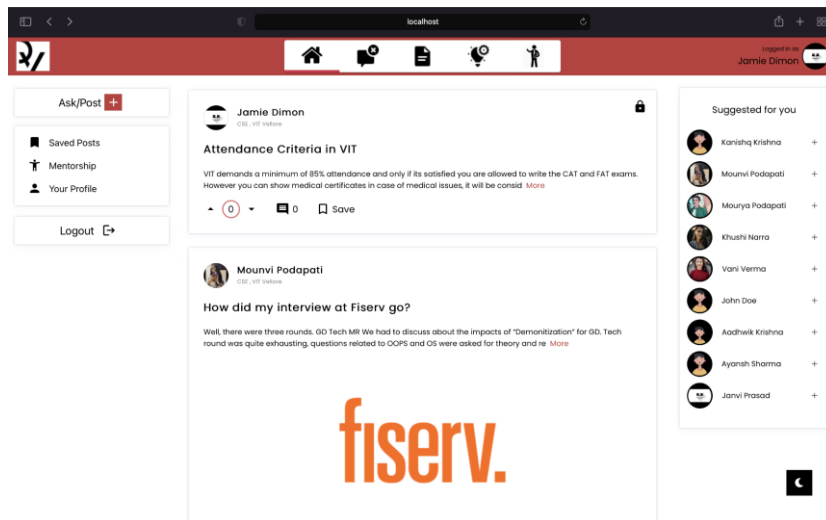 localhost
Logged in as
Jamie Dimon
Ask/Post +
Saved Posts
Mentorship
Your Profile
Logout
Jamie Dimon
CSE , VIT Vellore
Attendance Criteria in VIT
VIT demands a minimum of 85% attendance and only if its satisfied you are allowed to write the CAT and FAT exams.
However you can show medical certificates in case of medical issues, it will be consid More
0
0
Save
Mounvi Podapati
CSE , VIT Vellore
How did my interview at Fiserv go?
Well, there were three rounds. GD Tech MR We had to discuss about the impacts of "Demonitization" for GD. Tech
round was quite exhausting, questions related to OOPS and OS were asked for theory and re More
fiserv.
Suggested for you
Kanishq Krishna +
Mounvi Podapati +
Mourya Podapati +
Khushi Narra +
Vani Verma +
John Doe +
Aadhwik Krishna +
Ayansh Sharma +
Janvi Prasad +